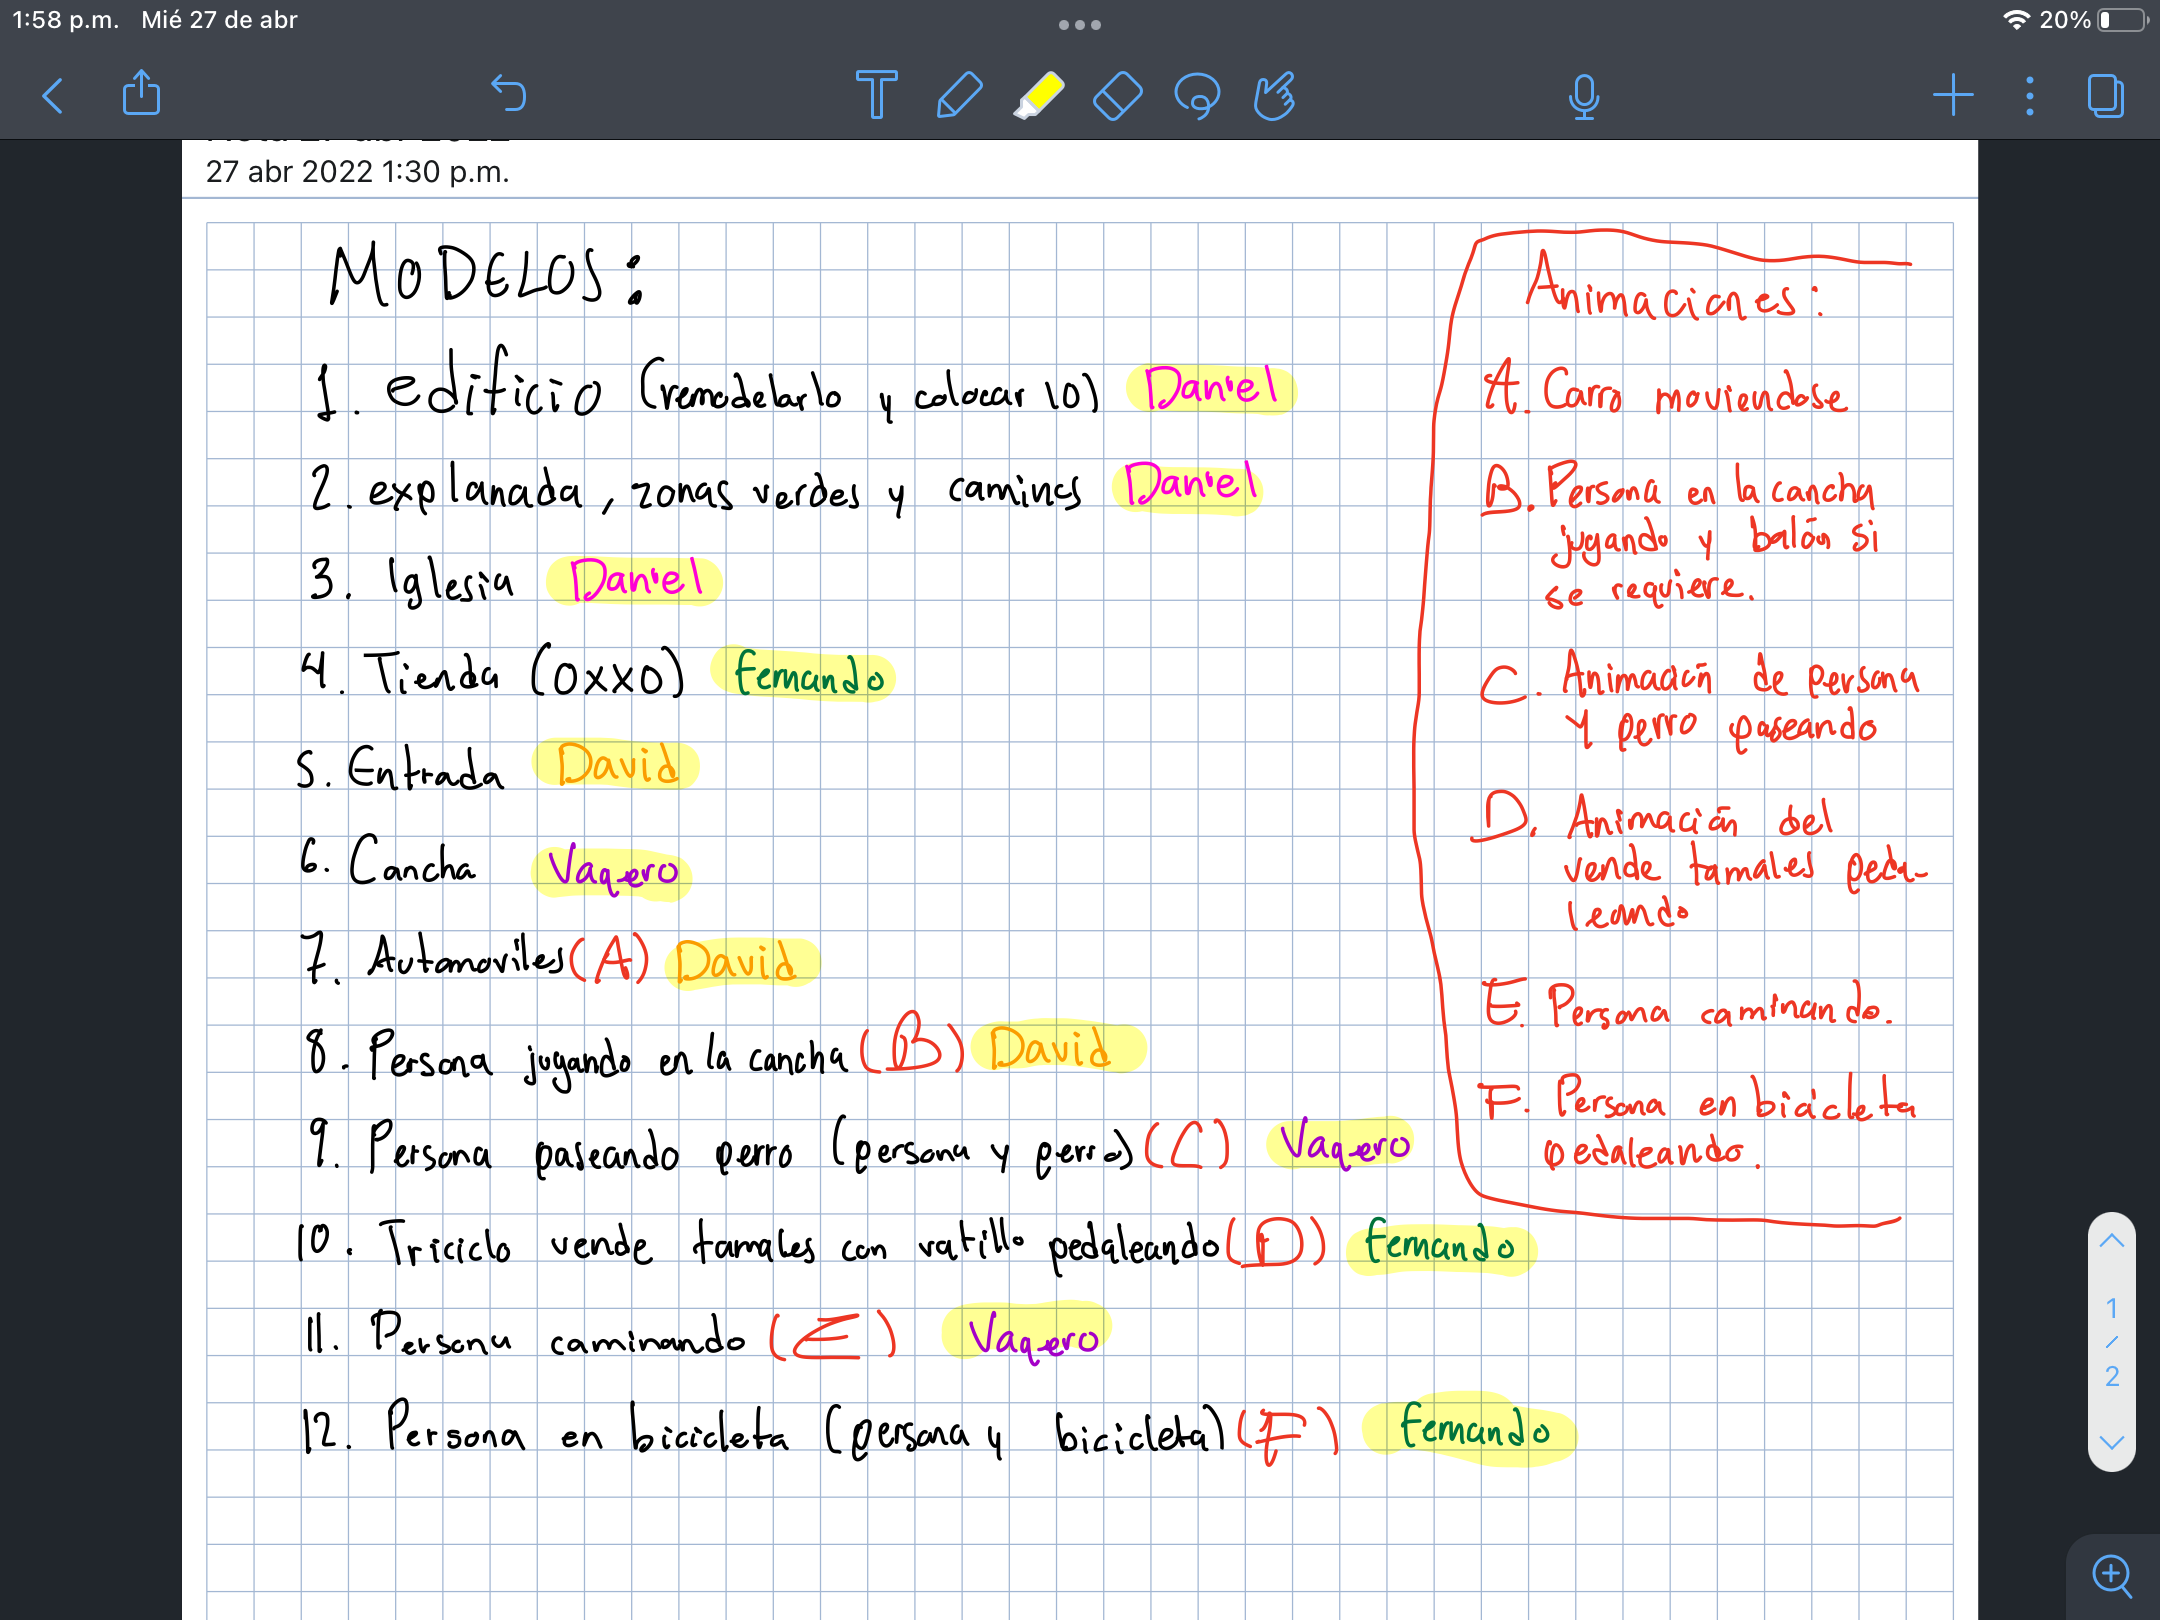 1:58 p.m. Mié 27 de abr
20%
27 abr 2022 1:30 p.m.
MODELOS:
1. edificio (remodelarlo y colocar 10) Daniel
2. explanada, zonas verdes y caminos Daniel
3. Iglesia Daniel
4. Tienda (OXXO) Fernando
5. Entrada David
6. Cancha Vaquero
7. Automoviles (A) David
8. Persona jugando en la cancha (B) David
9. Persona paseando perro (persona y perro) (C) Vaquero
10. Triciclo vende tamales con vatillo pedaleando (D) Fernando
11. Persona caminando (E) Vaquero
12. Persona en bicicleta (persona y bicicleta) (F) Fernando
Animaciones:
A. Carro moviendose
B. Persona en la cancha
jugando y balón si
se requiere.
C. Animación de persona
y perro paseando
D. Animación del
vende tamales peda-
leando
E. Persona caminando.
F. Persona en bicicleta
pedaleando.
1
/
2